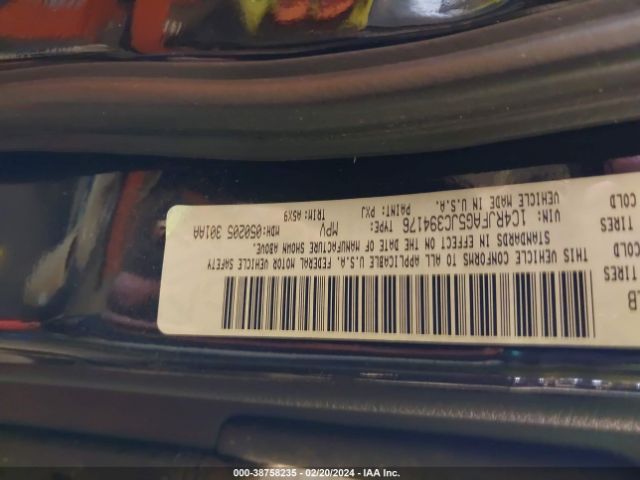 LB
TIRES
COLD
TIRES
COLD
THIS VEHICLE CONFORMS TO ALL APPLICABLE U.S.A. FEDERAL MOTOR VEHICLE SAFETY
STANDARDS IN EFFECT ON THE DATE OF MANUFACTURE SHOWN ABOVE.
VIN: 1C4RJFAG5JC394176 TYPE: MPV MDH: 050205 301AA
VEHICLE MADE IN U.S.A. PAINT: PXJ TRIM: A5X9
000-38758235 - 02/20/2024 - IAA Inc.